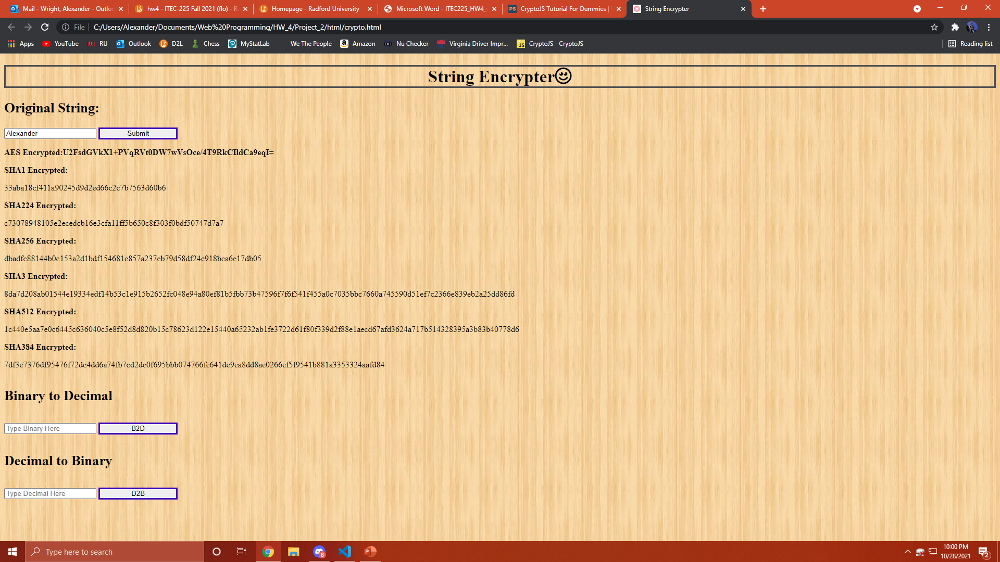 Mail - Wright, Alexander - Outlo
hw4 - ITEC-225 Fall 2021 (flo) - Ra
Homepage - Radford University
Microsoft Word - ITEC225_HW4_
CryptoJS Tutorial For Dummies |
String Encrypter
File
C:/Users/Alexander/Documents/Web%20Programming/HW_4/Project_2/html/crypto.html
Apps YouTube RU Outlook D2L Chess MyStatLab We The People Amazon Nu Checker Virginia Driver Impr... CryptoJS - CryptoJS Reading list
String Encrypter
Original String:
Alexander Submit
AES Encrypted:U2FsdGVkX1+PVqRVt0DW7wVsOce/4T9RkCIldCa9eqI=
SHA1 Encrypted:
33aba18cf411a90245d9d2ed66c2c7b7563d60b6
SHA224 Encrypted:
c73078948105e2ecedcb16e3cfa11ff5b650c8f303f0bdf50747d7a7
SHA256 Encrypted:
dbadfc88144b0c153a2d1bdf154681c857a237eb79d58df24e918bca6e17db05
SHA3 Encrypted:
8da7d208ab01544e19334edf14b53c1e915b2652fc048e94a80ef81b5fbb73b47596f7f6f541f455a0c7035bbc7660a745590d51ef7c2366e839eb2a25dd86fd
SHA512 Encrypted:
1c440e5aa7e0c6445c636040c5e8f52d8d820b15c78623d122e15440a65232ab1fe3722d61f80f339d2f88e1aecd67afd3624a717b514328395a3b83b40778d6
SHA384 Encrypted:
7df3e7376df95476f72dc4dd6a74fb7cd2de0f695bbb074766fe641de9ea8dd8ae0266ef5f9541b881a3353324aafd84
Binary to Decimal
Type Binary Here B2D
Decimal to Binary
Type Decimal Here D2B
Type here to search
8
10:00 PM
10/28/2021
2